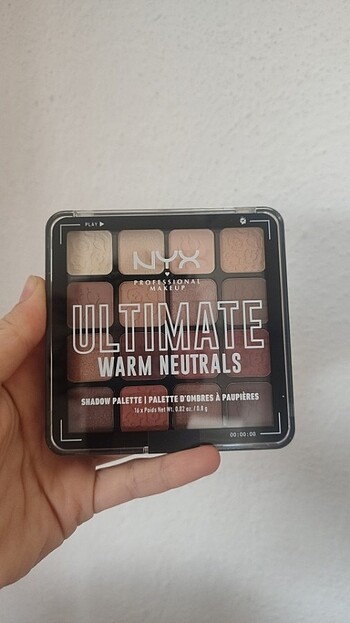 PLAY ▶
NYX
PROFESSIONAL
MAKEUP
ULTIMATE
WARM NEUTRALS
SHADOW PALETTE | PALETTE D'OMBRES À PAUPIÈRES
16 x Poids Net Wt. 0.02 oz. / 0.8 g
00:00:00